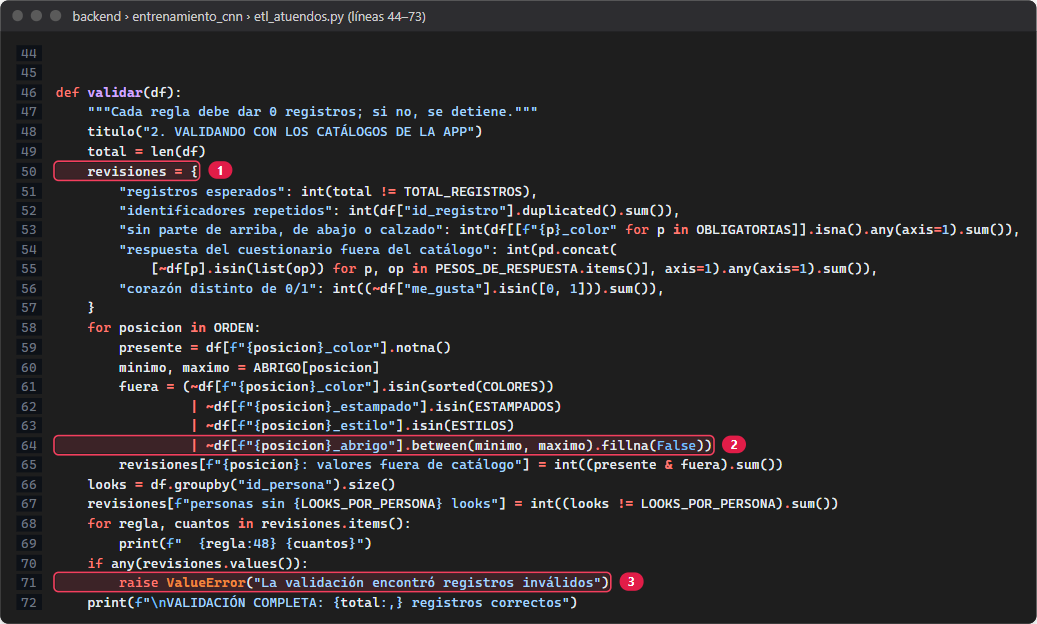 backend › entrenamiento_cnn › etl_atuendos.py (líneas 44–73)
44
45
46 def validar(df):
47     """Cada regla debe dar 0 registros; si no, se detiene."""
48     titulo("2. VALIDANDO CON LOS CATÁLOGOS DE LA APP")
49     total = len(df)
50     revisiones = { 1
51         "registros esperados": int(total != TOTAL_REGISTROS),
52         "identificadores repetidos": int(df["id_registro"].duplicated().sum()),
53         "sin parte de arriba, de abajo o calzado": int(df[[f"{p}_color" for p in OBLIGATORIAS]].isna().any(axis=1).sum()),
54         "respuesta del cuestionario fuera del catálogo": int(pd.concat(
55             [~df[p].isin(list(op)) for p, op in PESOS_DE_RESPUESTA.items()], axis=1).any(axis=1).sum()),
56         "corazón distinto de 0/1": int((~df["me_gusta"].isin([0, 1])).sum()),
57     }
58     for posicion in ORDEN:
59         presente = df[f"{posicion}_color"].notna()
60         minimo, maximo = ABRIGO[posicion]
61         fuera = (~df[f"{posicion}_color"].isin(sorted(COLORES))
62                  | ~df[f"{posicion}_estampado"].isin(ESTAMPADOS)
63                  | ~df[f"{posicion}_estilo"].isin(ESTILOS)
64                  | ~df[f"{posicion}_abrigo"].between(minimo, maximo).fillna(False)) 2
65         revisiones[f"{posicion}: valores fuera de catálogo"] = int((presente & fuera).sum())
66     looks = df.groupby("id_persona").size()
67     revisiones[f"personas sin {LOOKS_POR_PERSONA} looks"] = int((looks != LOOKS_POR_PERSONA).sum())
68     for regla, cuantos in revisiones.items():
69         print(f"  {regla:48} {cuantos}")
70     if any(revisiones.values()):
71         raise ValueError("La validación encontró registros inválidos") 3
72     print(f"\nVALIDACIÓN COMPLETA: {total:,} registros correctos")